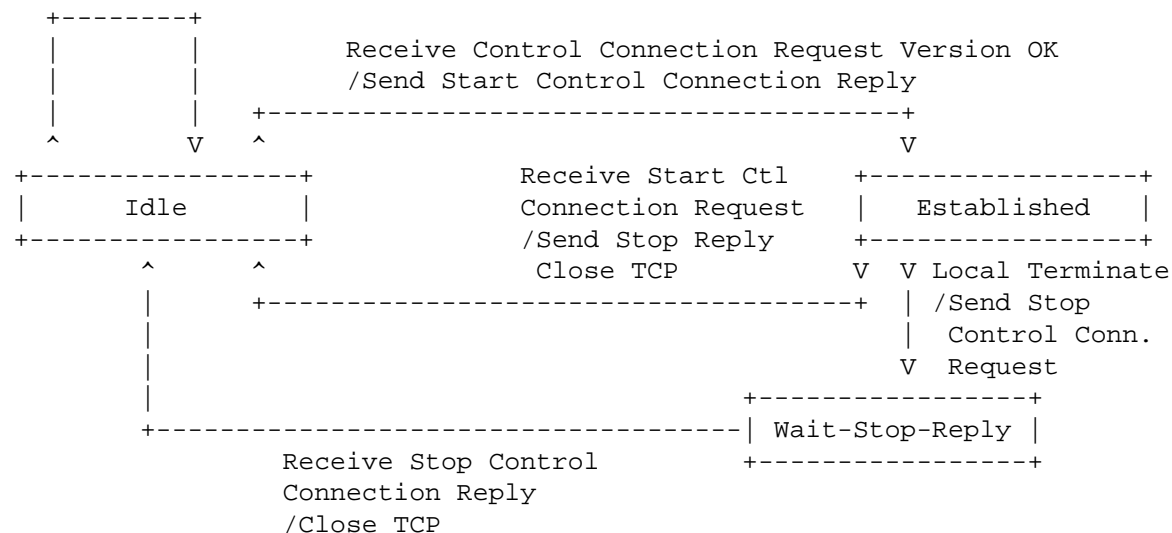 Receive Control Connection Request Version OK
/Send Start Control Connection Reply
Receive Start Ctl
Idle Connection Request Established
/Send Stop Reply
Close TCP V V Local Terminate
/Send Stop
Control Conn.
V Request
Wait-Stop-Reply
Receive Stop Control
Connection Reply
/Close TCP